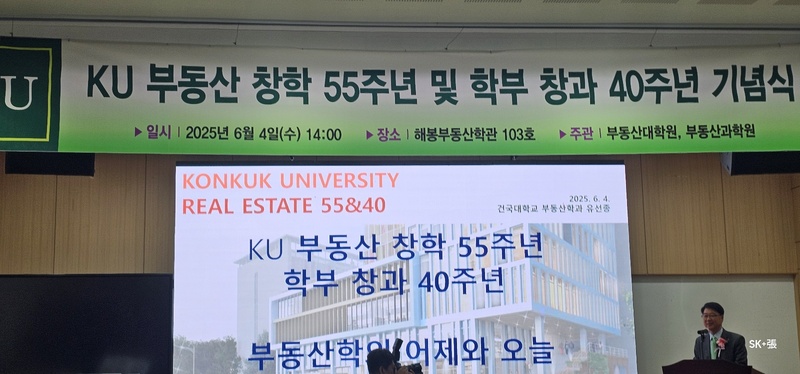 U
KU 부동산 창학 55주년 및 학부 창과 40주년 기념식
▶일시 | 2025년 6월 4일(수) 14:00 ▶장소 | 해봉부동산학관 103호 ▶주관 | 부동산대학원, 부동산과학원
KONKUK UNIVERSITY
REAL ESTATE 55&40
2025. 6. 4.
건국대학교 부동산학과 유선종
KU 부동산 창학 55주년
학부 창과 40주년
부동산학의 어제와 오늘
SK+張